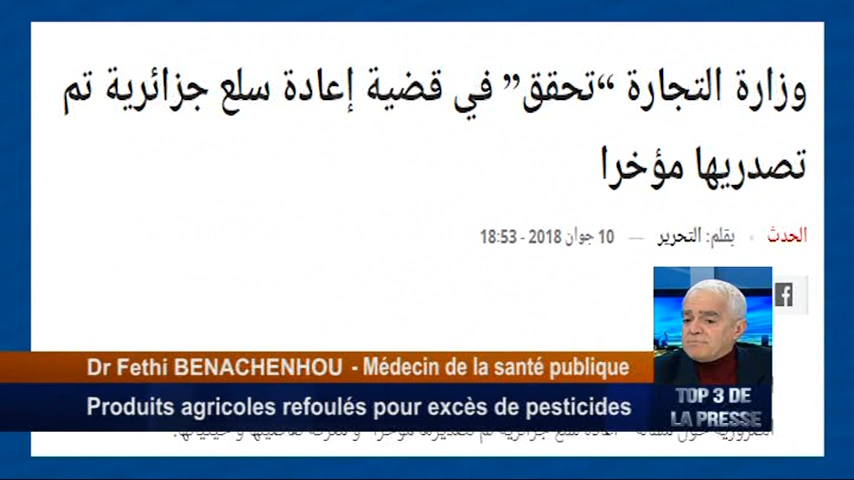 وزارة التجارة “تحقق” في قضية إعادة سلع جزائرية تم
تصدريها مؤخرا
الحدث • بقلم: التحرير — 10 جوان 2018 - 18:53
f
Dr Fethi BENACHENHOU - Médecin de la santé publique
Produits agricoles refoulés pour excès de pesticides
TOP 3 DE
LA PRESSE